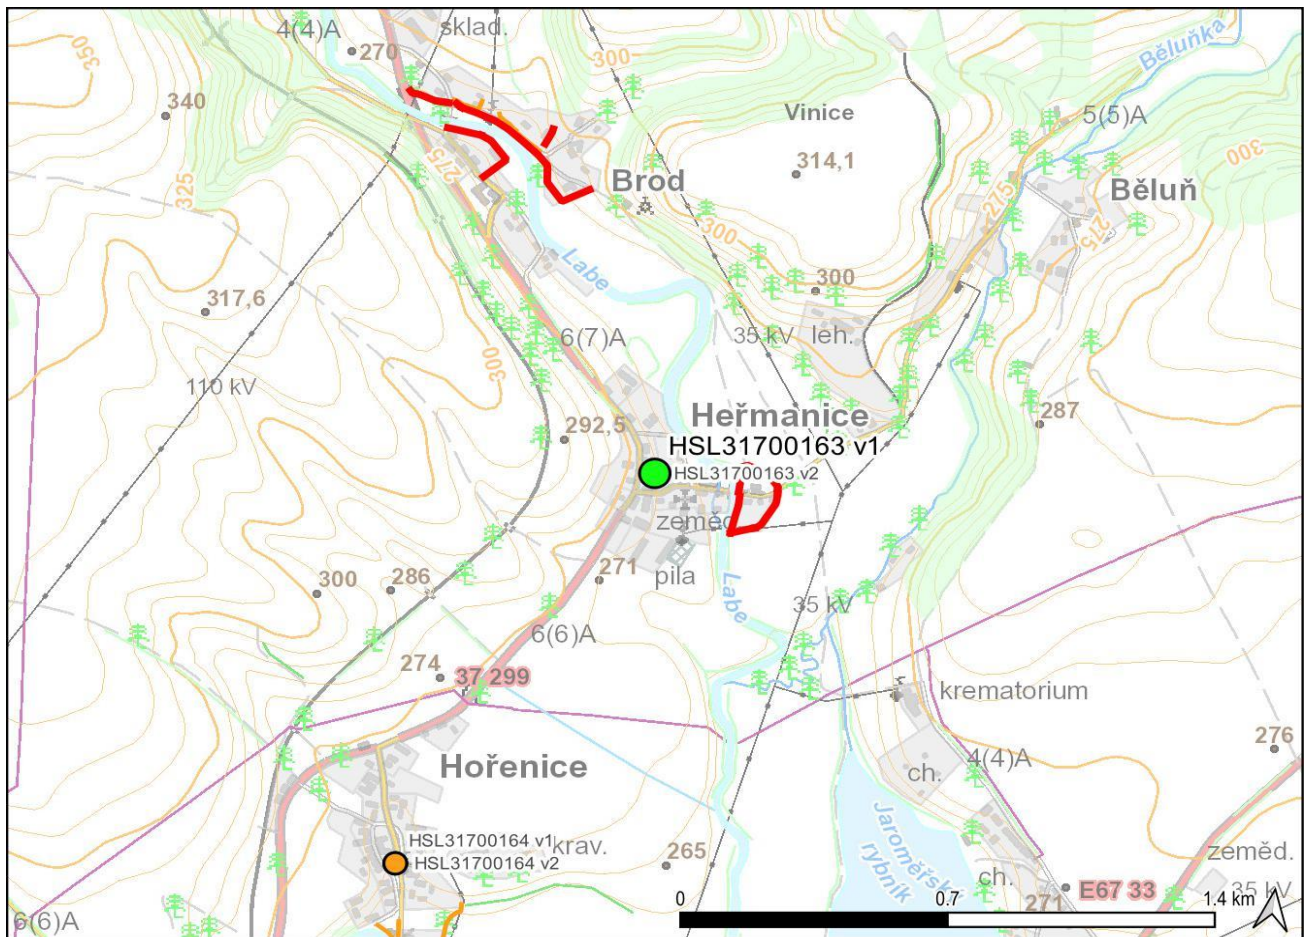 4(4)A
sklad.
350
270
300
Běluňka
340
Vinice
5(5)A
275
314,1
300
325
Brod
Běluň
275
300
275
Labe
300
317,6
6(7)A
35 kV
leh.
300
110 kV
Heřmanice
287
292,5
HSL31700163 v1
HSL31700163 v2
zeměd
271
pila
300
286
Labe
35 kV
6(6)A
274
37 299
krematorium
276
Hořenice
4(4)A
ch.
Jaroměřsk
rybník
HSL31700164 v1
krav.
HSL31700164 v2
265
zeměd.
ch.
E67 33
35 kV
271
0
0.7
1.4 km
6(6)A